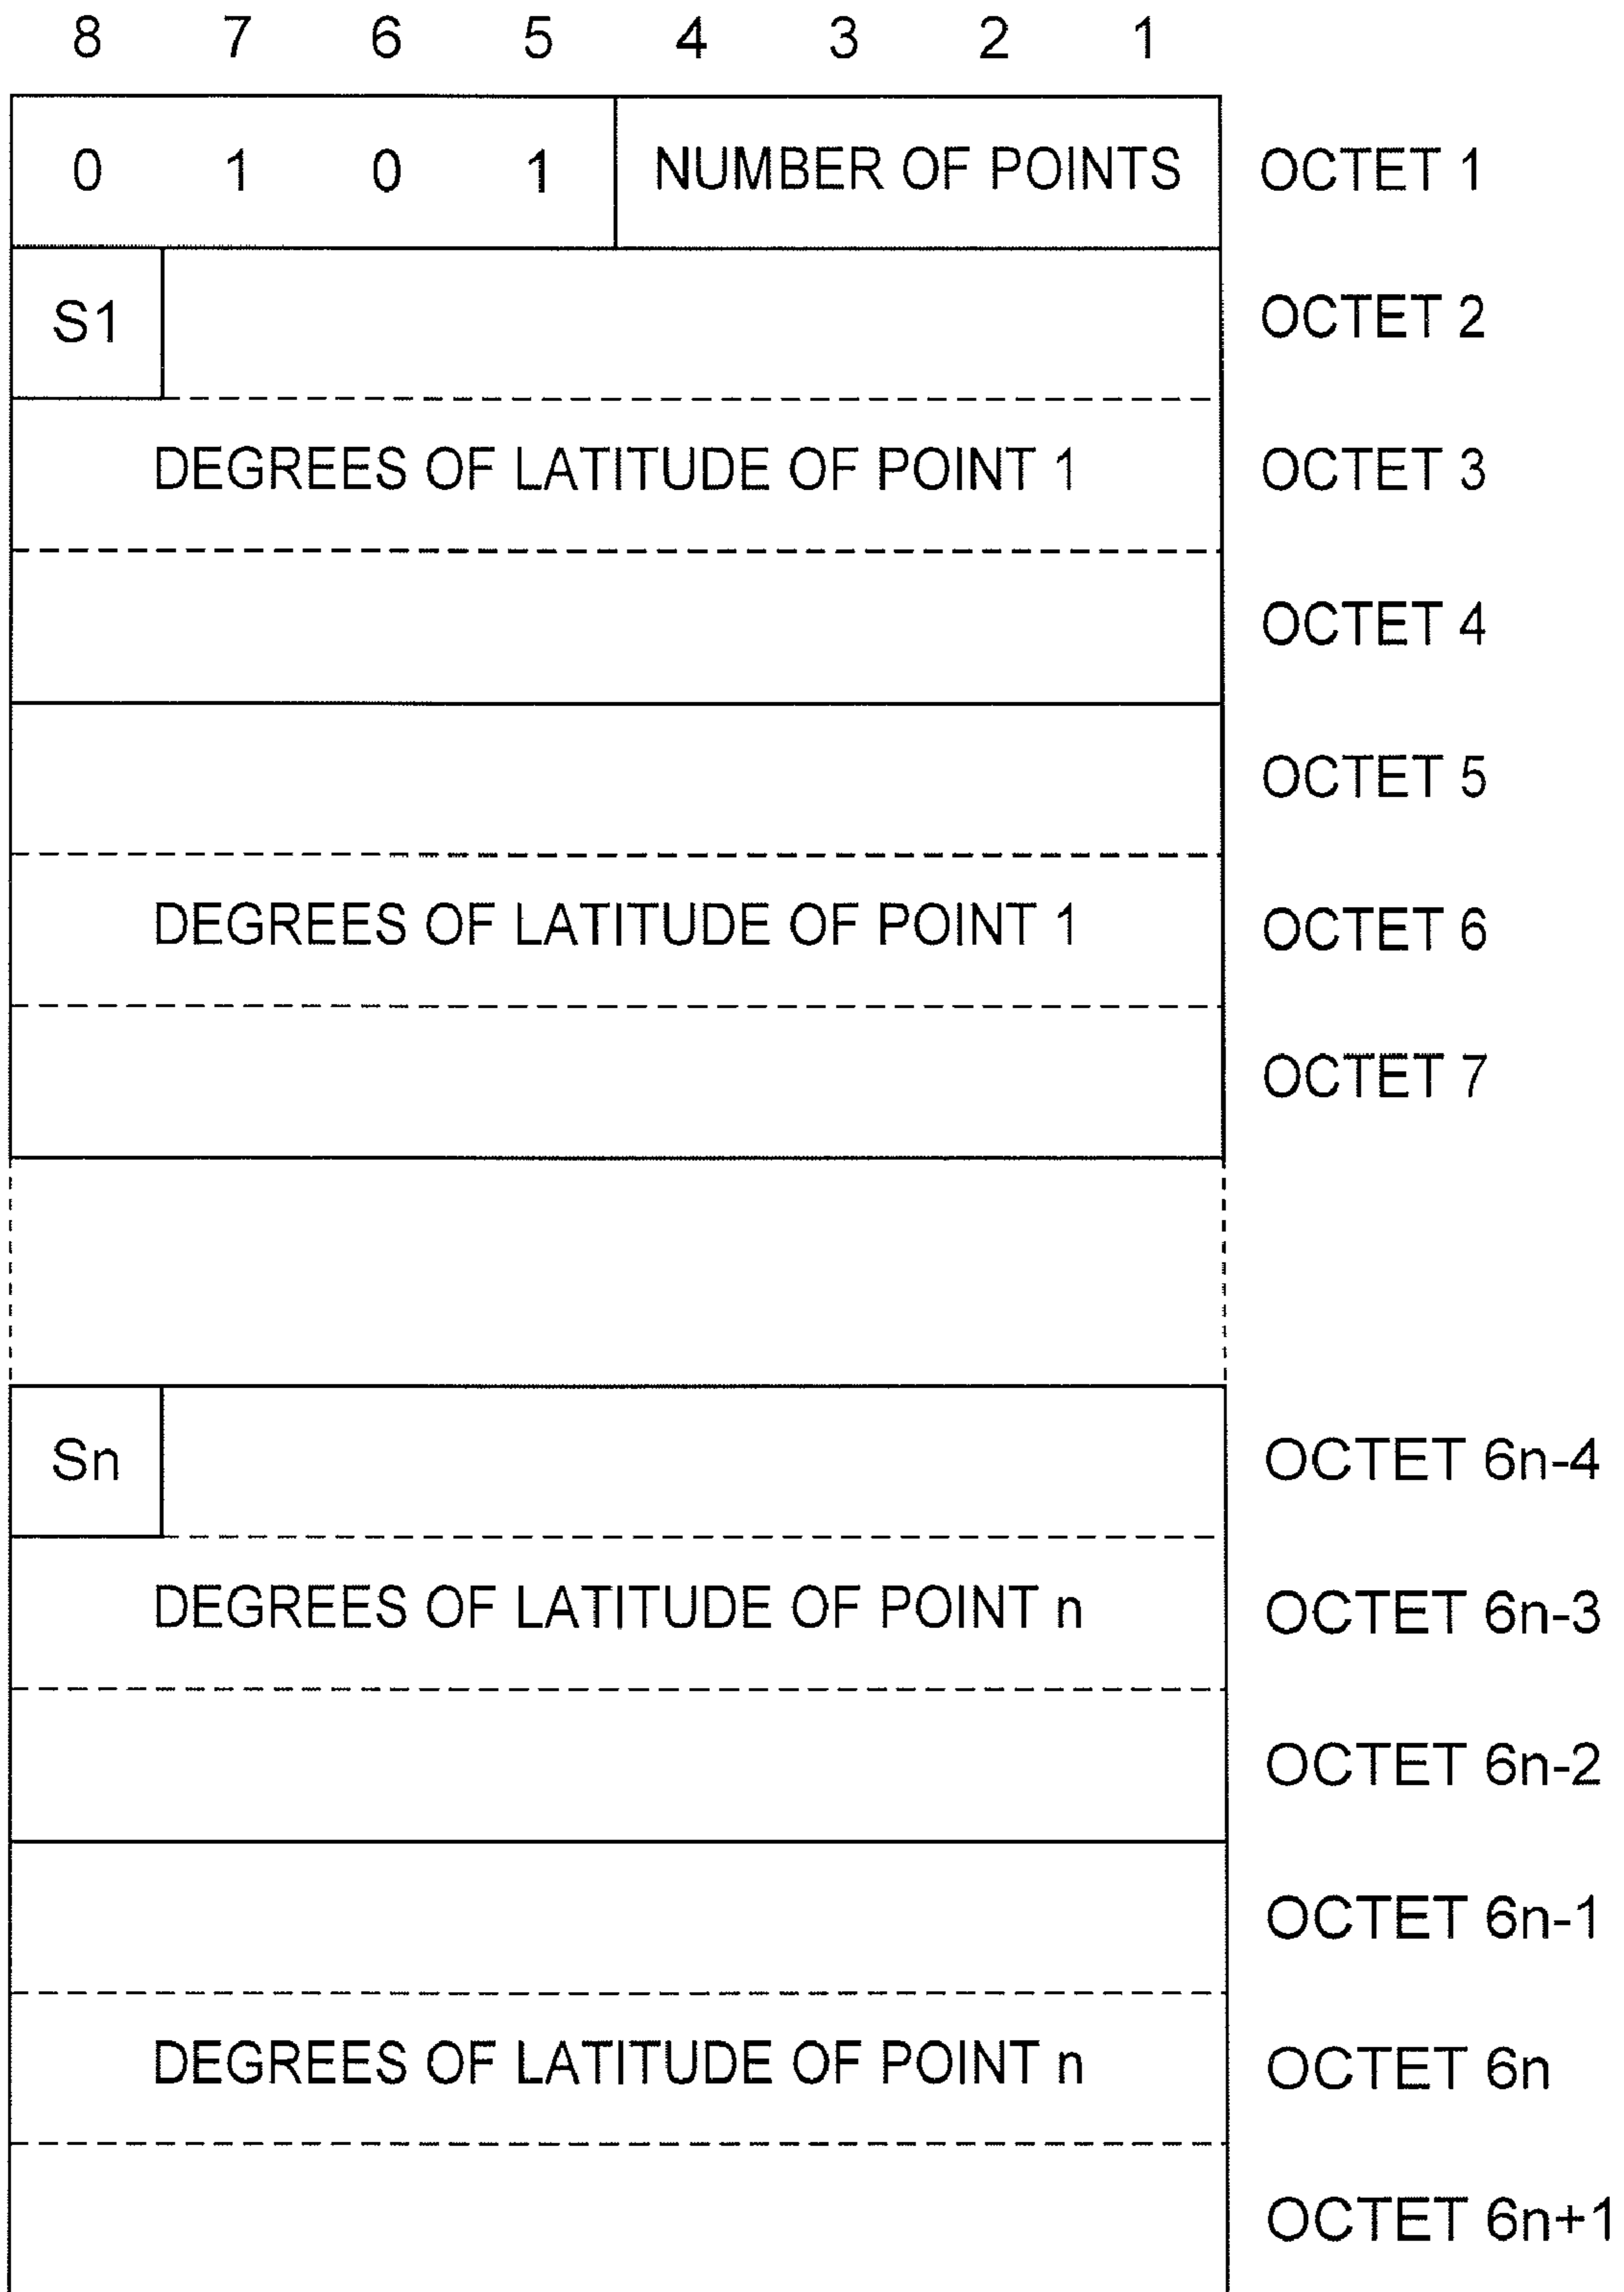 8 7 6 5 4 3 2 1
0 1 0 1 NUMBER OF POINTS OCTET 1
S1 OCTET 2
DEGREES OF LATITUDE OF POINT 1 OCTET 3
OCTET 4
OCTET 5
DEGREES OF LATITUDE OF POINT 1 OCTET 6
OCTET 7
Sn OCTET 6n-4
DEGREES OF LATITUDE OF POINT n OCTET 6n-3
OCTET 6n-2
OCTET 6n-1
DEGREES OF LATITUDE OF POINT n OCTET 6n
OCTET 6n+1